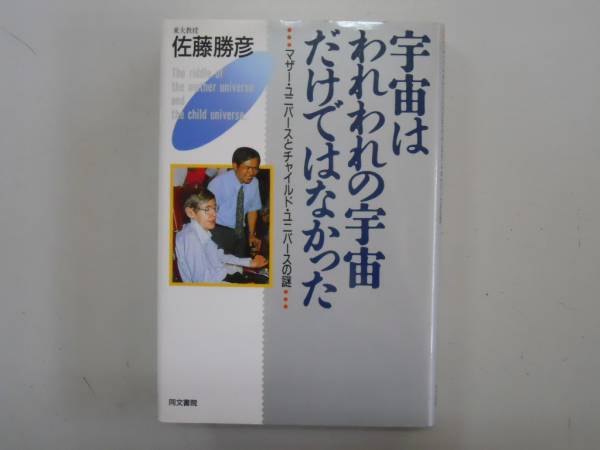 東大教授
佐藤勝彦
The riddle of
the mother universe
and
the child universe
宇宙は
われわれの宇宙
だけではなかった
•••マザー・ユニバースとチャイルド・ユニバースの謎•••
同文書院